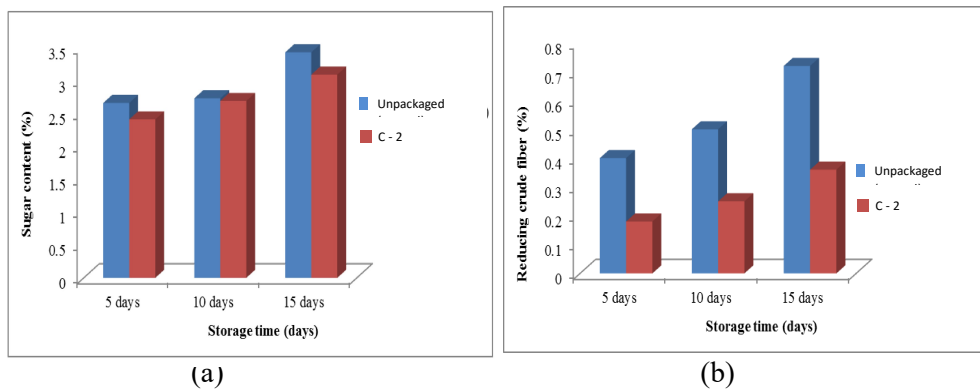 3.5
3
2.5
2
1.5
1
0.5
0
Sugar content (%)
5 days
10 days
15 days
Storage time (days)
Unpackaged
C - 2
(a)
0.8
0.7
0.6
0.5
0.4
0.3
0.2
0.1
0
Reducing crude fiber (%)
5 days
10 days
15 days
Storage time (days)
Unpackaged
C - 2
(b)